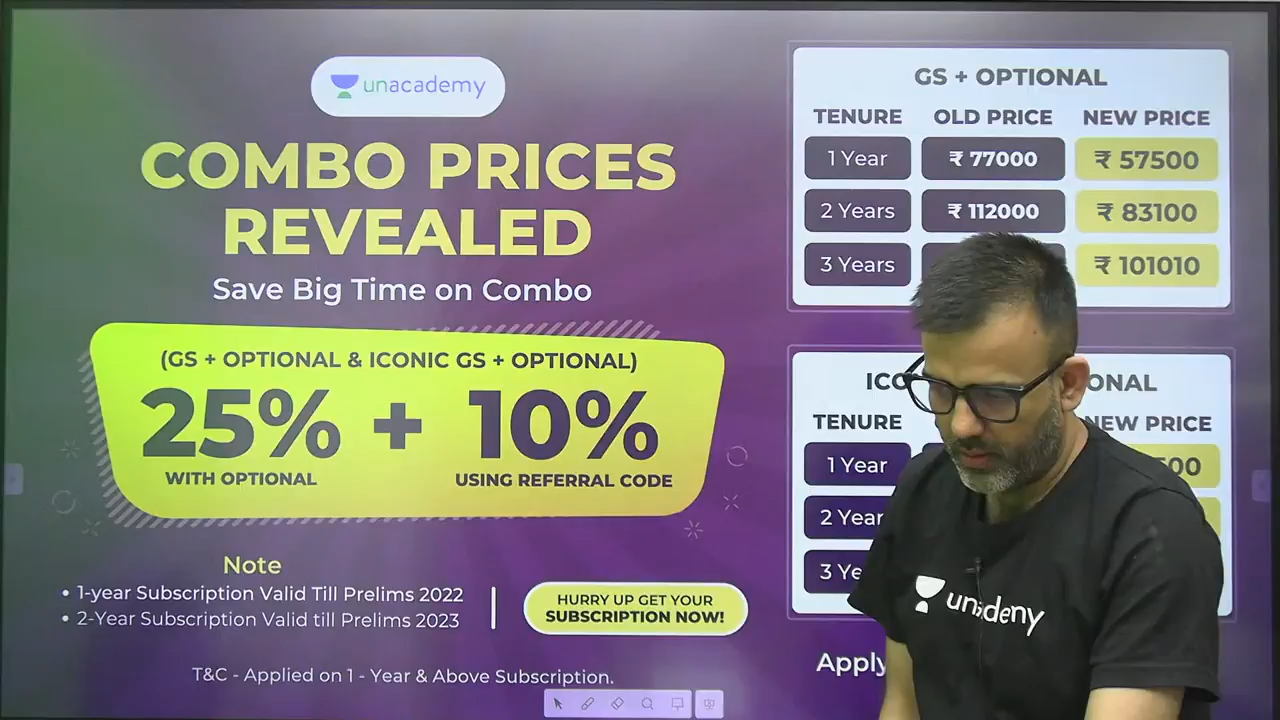 unacademy
COMBO PRICES
REVEALED
Save Big Time on Combo
(GS + OPTIONAL & ICONIC GS + OPTIONAL)
25% + 10%
WITH OPTIONAL USING REFERRAL CODE
Note
• 1-year Subscription Valid Till Prelims 2022
• 2-Year Subscription Valid till Prelims 2023
HURRY UP GET YOUR
SUBSCRIPTION NOW!
T&C - Applied on 1 - Year & Above Subscription.
GS + OPTIONAL
TENURE OLD PRICE NEW PRICE
1 Year ₹ 77000 ₹ 57500
2 Years ₹ 112000 ₹ 83100
3 Years ₹ 101010
TENURE NEW PRICE
1 Year
2 Year
Apply